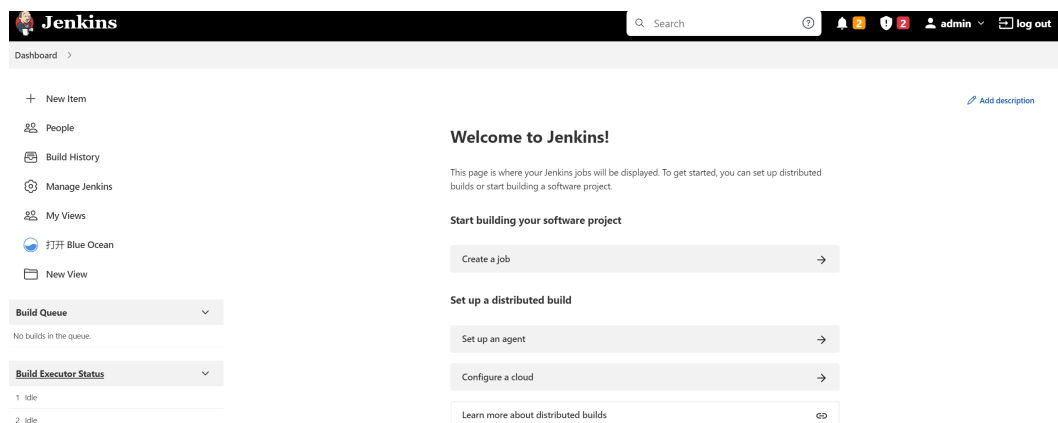 Jenkins
Search
2
2
admin
log out
Dashboard
New Item
Add description
People
Welcome to Jenkins!
Build History
This page is where your Jenkins jobs will be displayed. To get started, you can set up distributed
builds or start building a software project.
Manage Jenkins
My Views
Start building your software project
打开 Blue Ocean
Create a job
New View
Set up a distributed build
Build Queue
No builds in the queue.
Set up an agent
Build Executor Status
Configure a cloud
1 Idle
Learn more about distributed builds
2 Idle